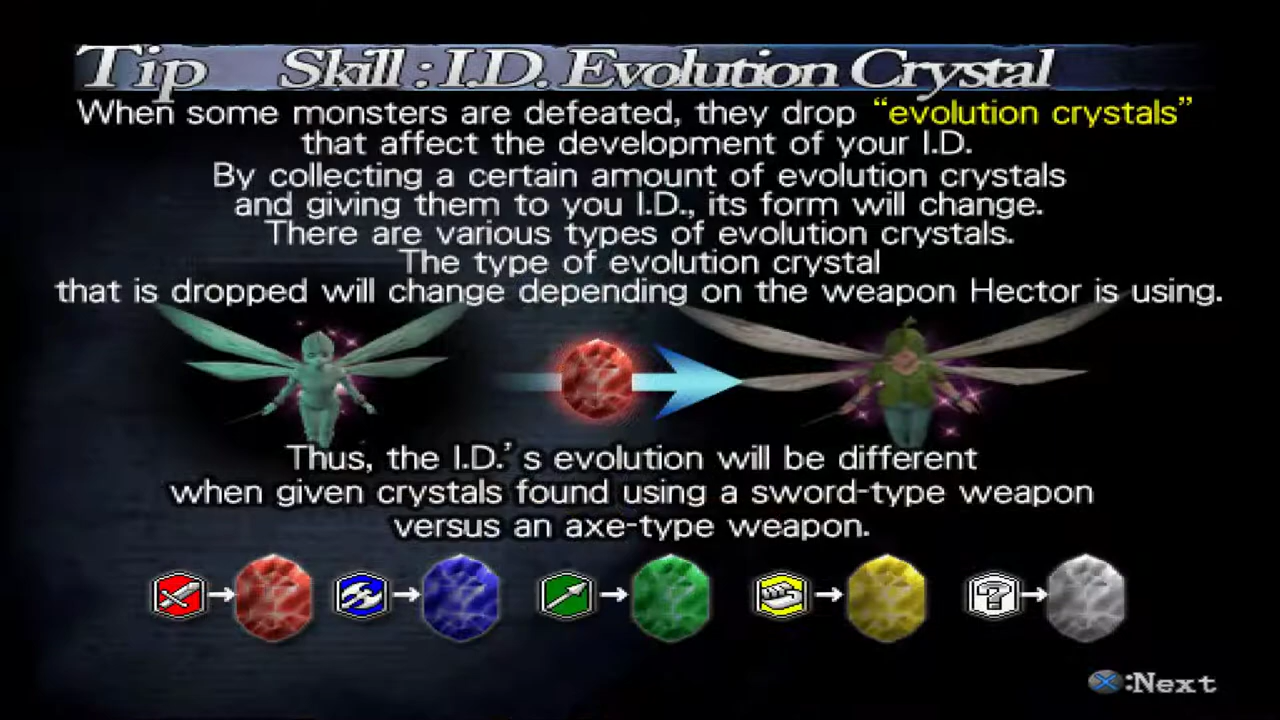 Tip Skill : I.D. Evolution Crystal
When some monsters are defeated, they drop “evolution crystals”
that affect the development of your I.D.
By collecting a certain amount of evolution crystals
and giving them to you I.D., its form will change.
There are various types of evolution crystals.
The type of evolution crystal
that is dropped will change depending on the weapon Hector is using.
Thus, the I.D.’s evolution will be different
when given crystals found using a sword-type weapon
versus an axe-type weapon.
?
:Next